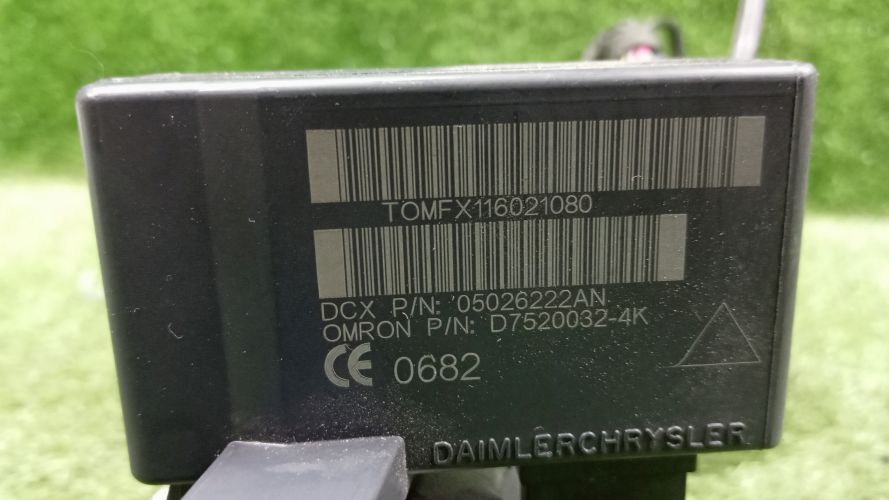 TOMFX116021080
DCX P/N: 05026222AN
OMRON P/N: D7520032-4K
CE 0682
DAIMLERCHRYSLER